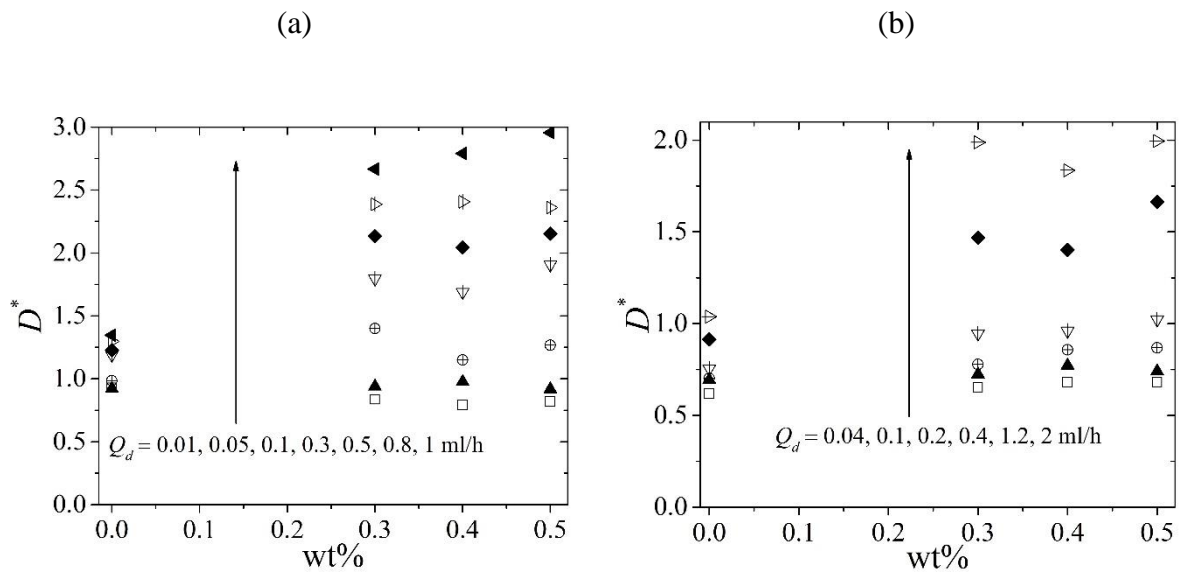 (a)
(b)
3.0
2.5
2.0
1.5
1.0
0.5
0.0
D*
Q_d = 0.01, 0.05, 0.1, 0.3, 0.5, 0.8, 1 ml/h
0.0 0.1 0.2 0.3 0.4 0.5
wt%
2.0
1.5
1.0
0.5
0.0
D*
Q_d = 0.04, 0.1, 0.2, 0.4, 1.2, 2 ml/h
0.0 0.1 0.2 0.3 0.4 0.5
wt%